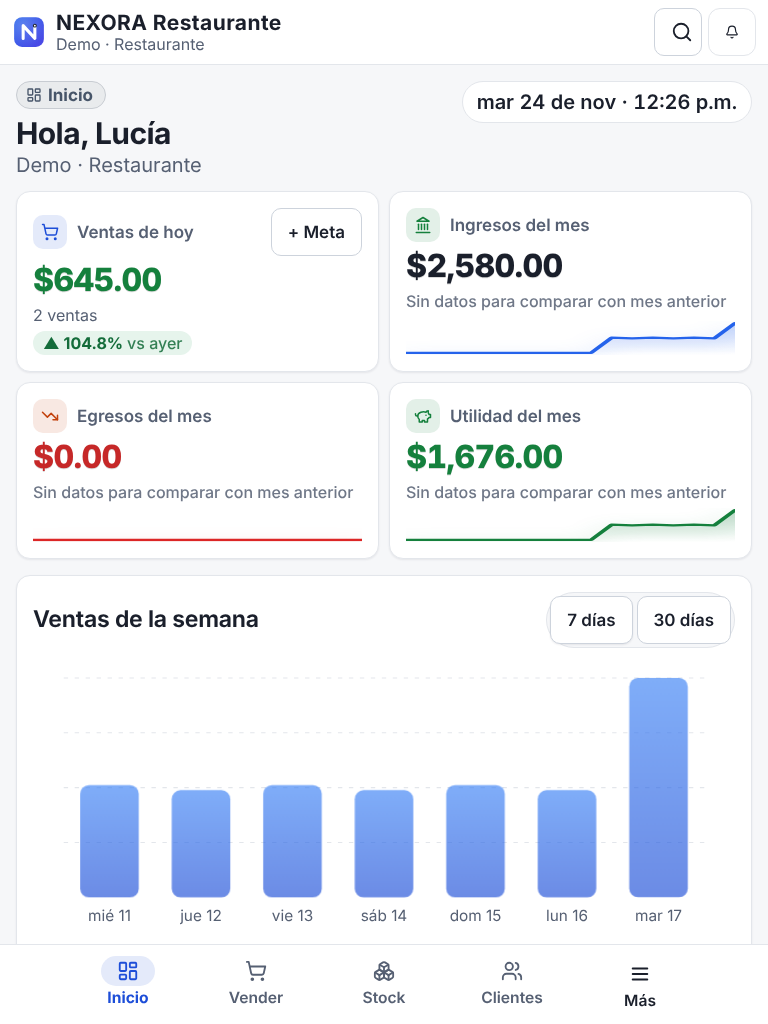 NEXORA Restaurante
Demo · Restaurante
Inicio
mar 24 de nov · 12:26 p.m.
Hola, Lucía
Demo · Restaurante
Ventas de hoy
+ Meta
$645.00
2 ventas
▲ 104.8% vs ayer
Ingresos del mes
$2,580.00
Sin datos para comparar con mes anterior
Egresos del mes
$0.00
Sin datos para comparar con mes anterior
Utilidad del mes
$1,676.00
Sin datos para comparar con mes anterior
Ventas de la semana
7 días
30 días
mié 11
jue 12
vie 13
sáb 14
dom 15
lun 16
mar 17
Inicio
Vender
Stock
Clientes
Más